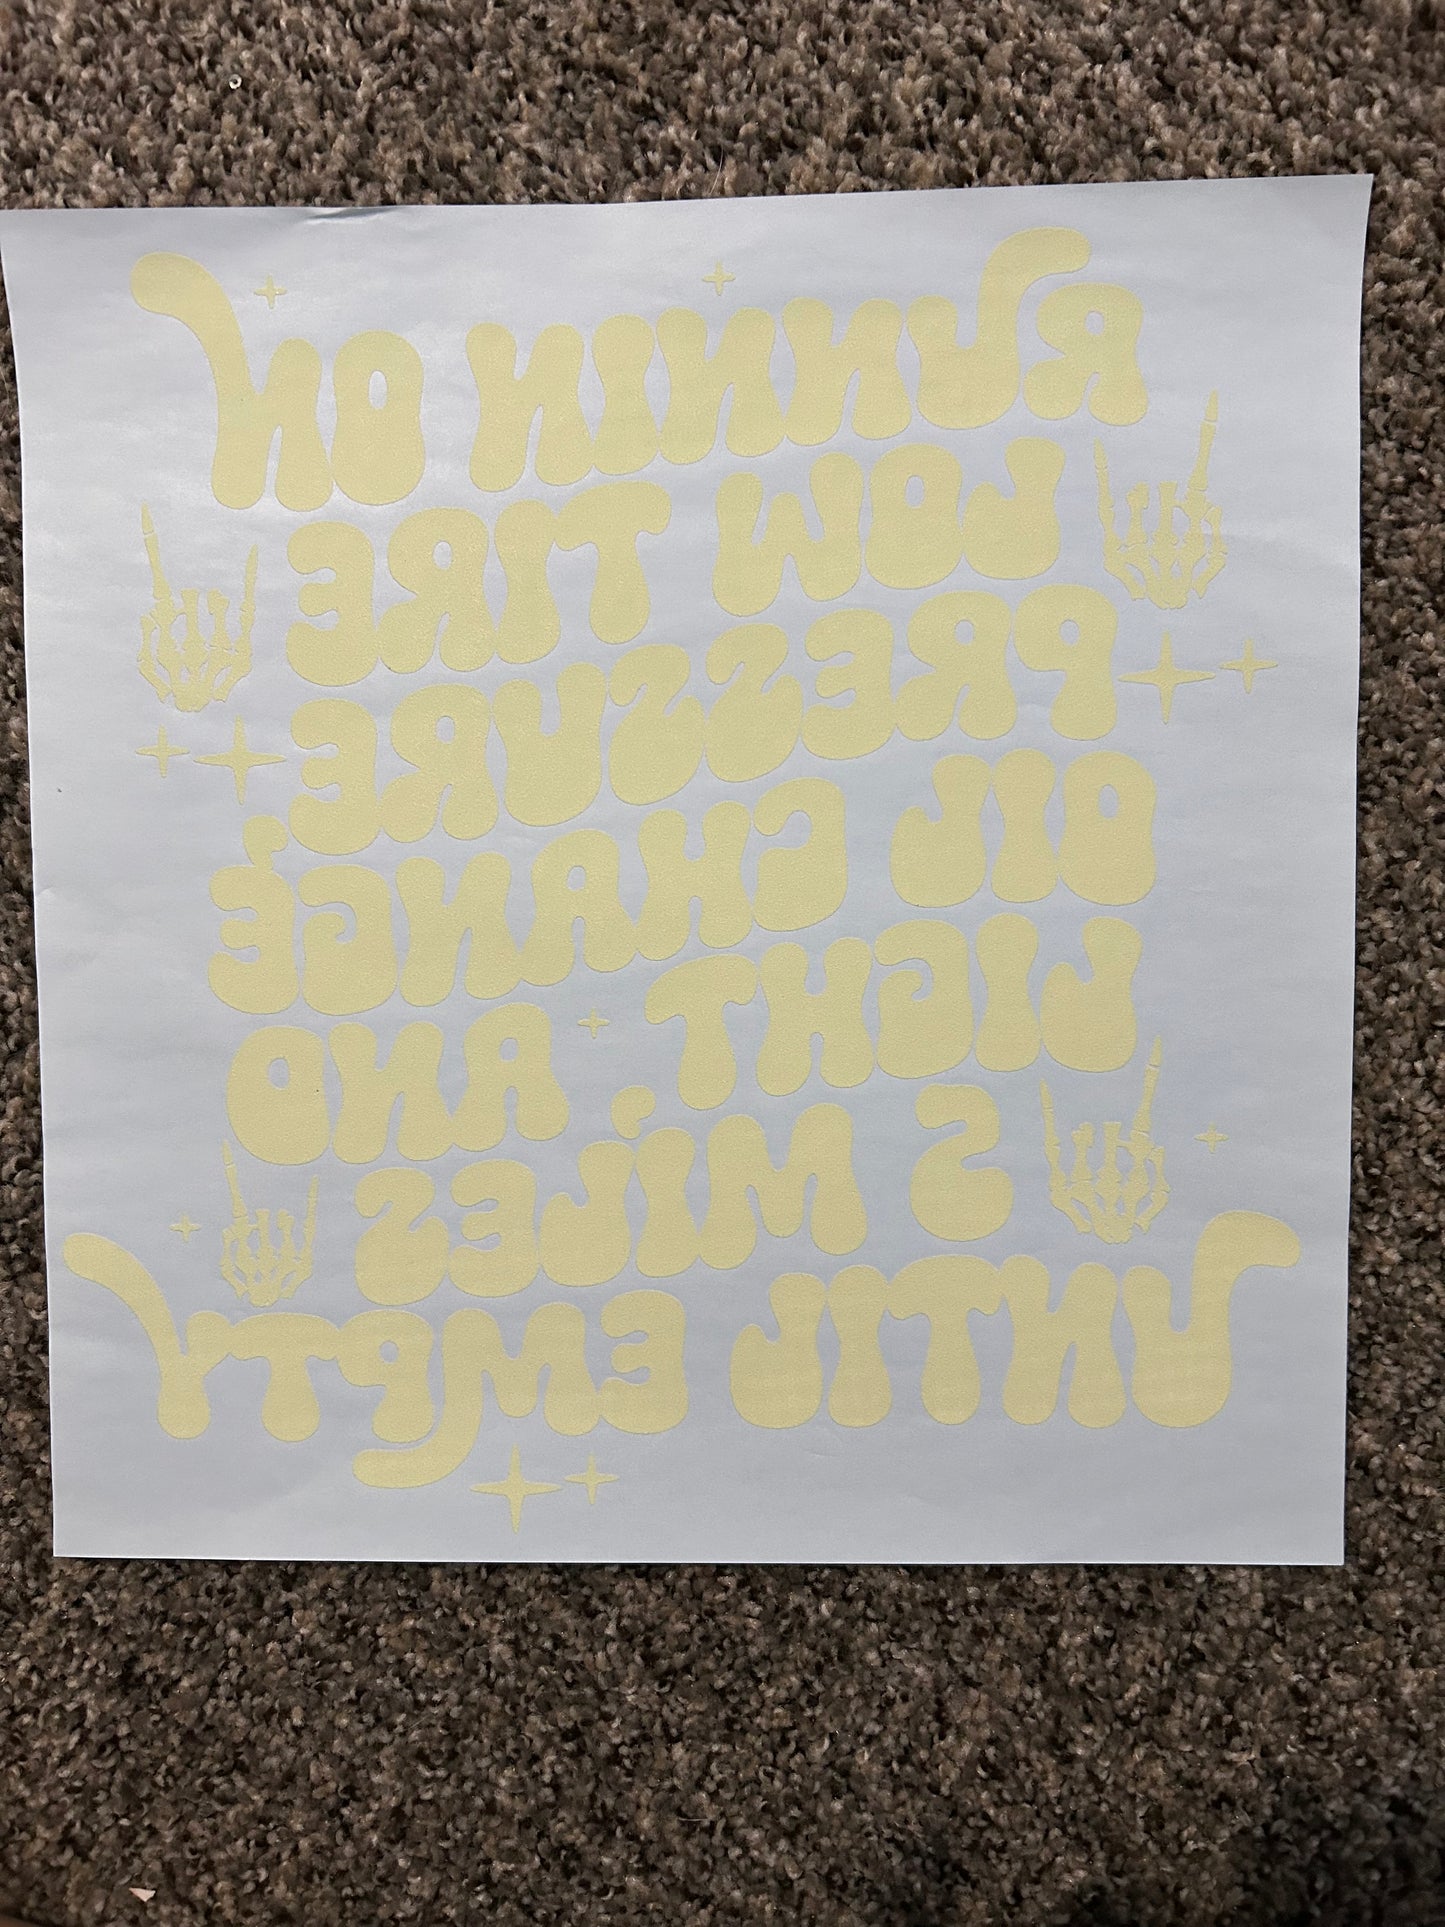 RUNNIN ON
LOW TIRE
PRESSURE,
OIL CHANGE
LIGHT, AND
5 MILES
UNTIL EMPTY